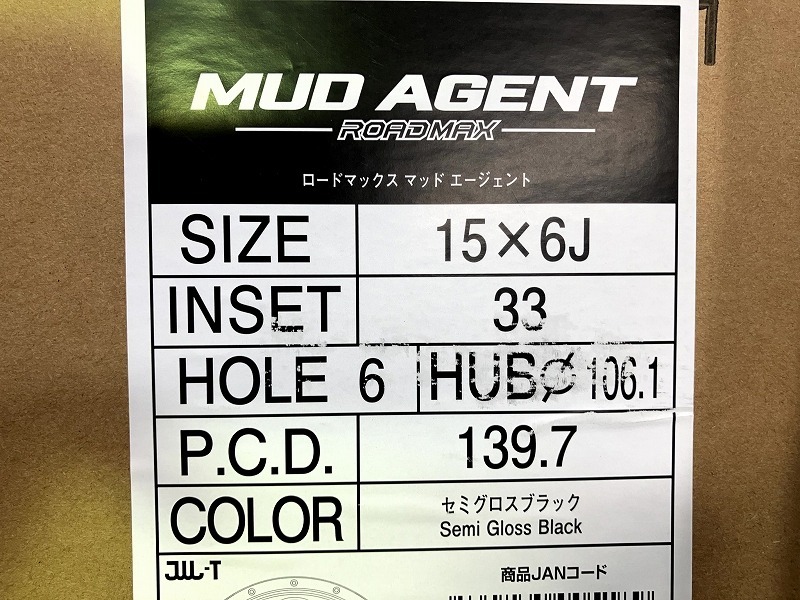 MUD AGENT
ROADMAX
ロードマックス マッド エージェント
SIZE 15×6J
INSET 33
HOLE 6 HUBØ 106.1
P.C.D. 139.7
COLOR セミグロスブラック
Semi Gloss Black
JWL-T 商品JANコード